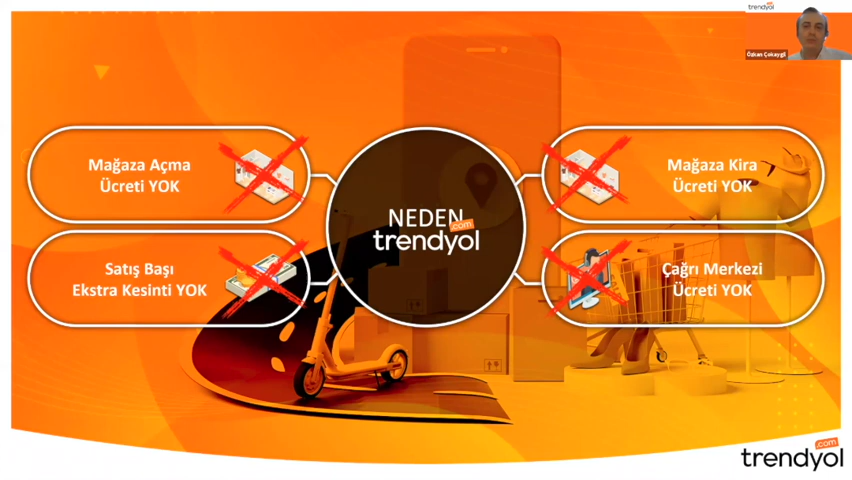 trendyol
Özkan Çokaygil
Mağaza Açma
Ücreti YOK
Mağaza Kira
Ücreti YOK
NEDEN
.com
trendyol
Satış Başı
Ekstra Kesinti YOK
Çağrı Merkezi
Ücreti YOK
.com
trendyol